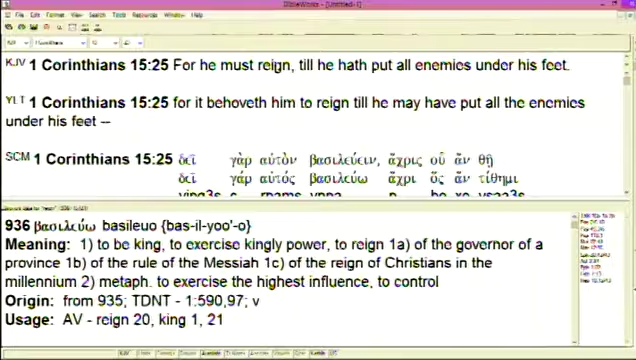 BibleWorks - [Untitled-1]
File Edit Format View Search Tools Resources Window Help
KJV 1 Corinthians 15:25 For he must reign, till he hath put all enemies under his feet.
YLT 1 Corinthians 15:25 for it behoveth him to reign till he may have put all the enemies
under his feet --
SCM 1 Corinthians 15:25 δεῖ γὰρ αὐτὸν βασιλεύειν, ἄχρις οὗ ἄν θῇ
δεῖ γάρ αὐτός βασιλεύω ἄχρι ὅς ἄν τίθημι
936 βασιλεύω basileuo {bas-il-yoo'-o}
Meaning: 1) to be king, to exercise kingly power, to reign 1a) of the governor of a
province 1b) of the rule of the Messiah 1c) of the reign of Christians in the
millennium 2) metaph. to exercise the highest influence, to control
Origin: from 935; TDNT - 1:590,97; v
Usage: AV - reign 20, king 1, 21